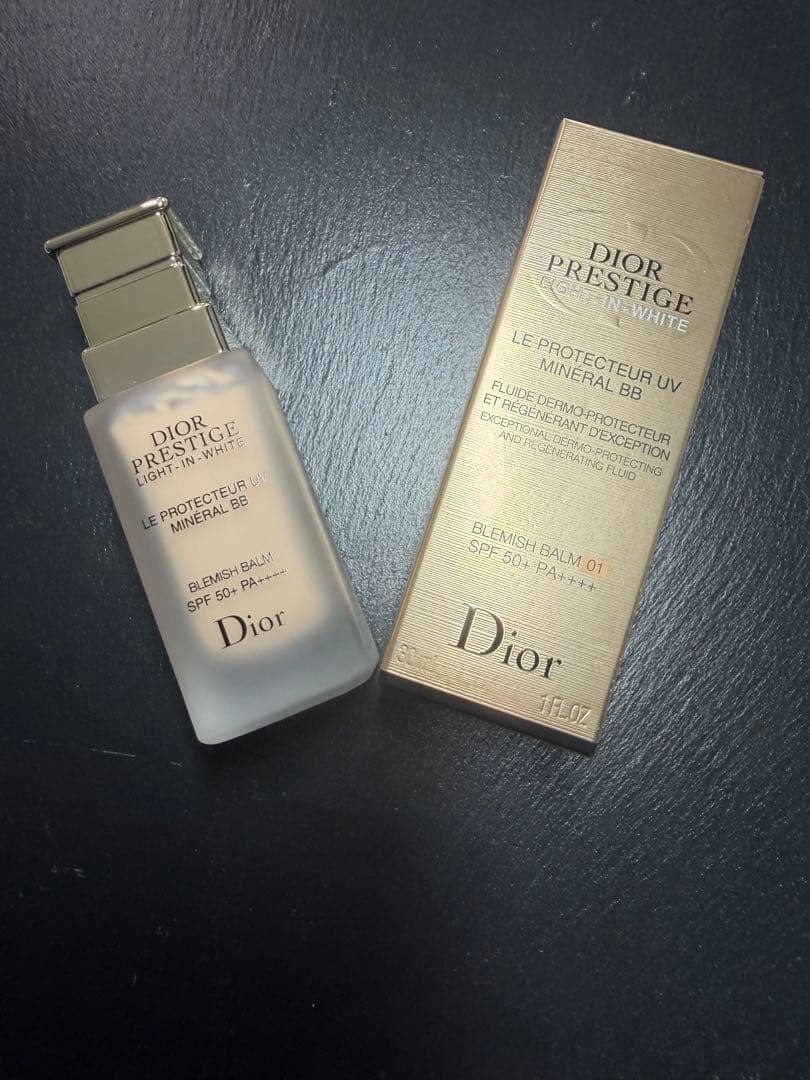 DIOR
PRESTIGE
LIGHT-IN-WHITE
LE PROTECTEUR UV
MINÉRAL BB
BLEMISH BALM
SPF 50+ PA++++
Dior
DIOR
PRESTIGE
LIGHT-IN-WHITE
LE PROTECTEUR UV
MINÉRAL BB
FLUIDE DERMO-PROTECTEUR
ET RÉGÉNÉRANT D'EXCEPTION
EXCEPTIONAL DERMO-PROTECTING
AND REGENERATING FLUID
BLEMISH BALM 01
SPF 50+ PA++++
Dior
30ml
1FL.OZ